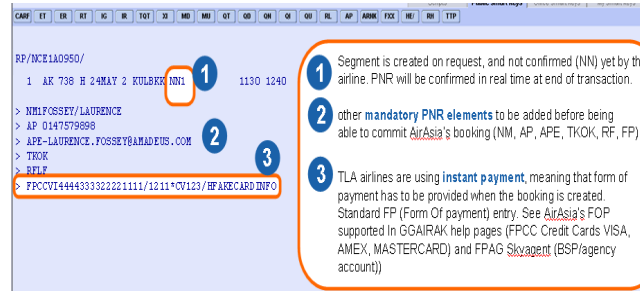 CARF ET ER RT IG IR TQT XI MD MU QT QD QH QI QU RL AP ARNK FXX HE/ RH TTP
RP/NCE1A0950/
1 AK 738 H 24MAY 2 KULBKK NN1 1130 1240
1
> NM1FOSSEY/LAURENCE
> AP 0147579898
> APE-LAURENCE.FOSSEY@AMADEUS.COM
2
> TKOK
> RFLF
3
> FPCCVI4444333322221111/1211*CV123/HFAKECARDINFO
1
Segment is created on request, and not confirmed (NN) yet by the
airline. PNR will be confirmed in real time at end of transaction.
2
other mandatory PNR elements to be added before being
able to commit AirAsia's booking (NM, AP, APE, TKOK, RF, FP)
3
TLA airlines are using instant payment, meaning that form of
payment has to be provided when the booking is created.
Standard FP (Form Of payment) entry. See AirAsia's FOP
supported In GGAIRAK help pages (FPCC Credit Cards VISA,
AMEX, MASTERCARD) and FPAG Skyagent (BSP/agency
account))